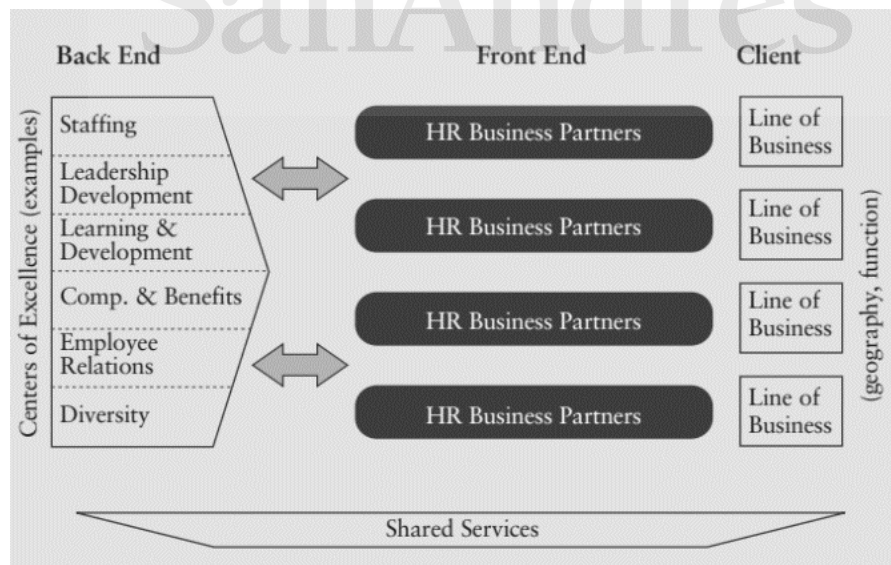 SanAndres
Back End
Front End
Client
Centers of Excellence (examples)
Staffing
Leadership
Development
Learning &
Development
Comp. & Benefits
Employee
Relations
Diversity
HR Business Partners
HR Business Partners
HR Business Partners
HR Business Partners
Line of
Business
Line of
Business
Line of
Business
Line of
Business
(geography, function)
Shared Services